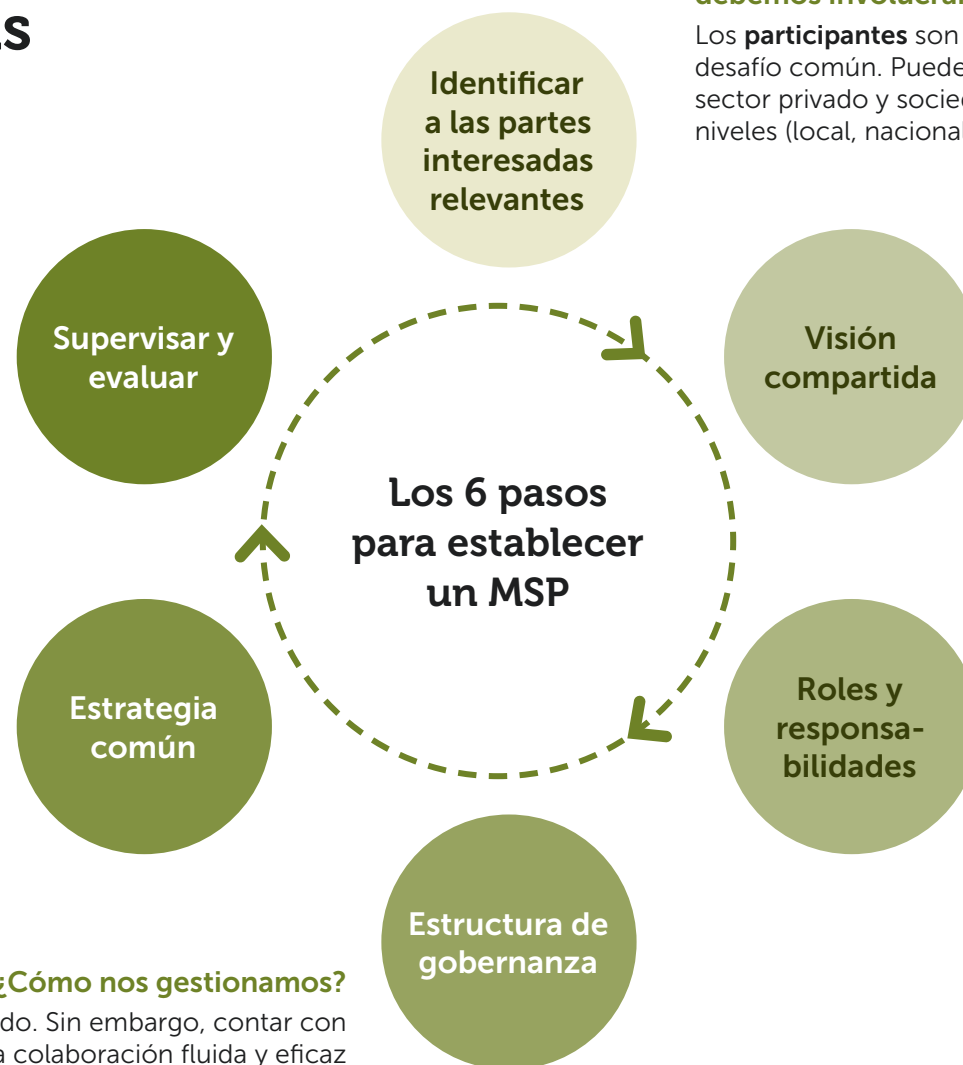 Los participantes son
desafío común. Puede
sector privado y socie
niveles (local, nacional
Identificar
a las partes
interesadas
relevantes
Visión
compartida
Roles y
responsa-
bilidades
Estructura de
gobernanza
Estrategia
común
Supervisar y
evaluar
Los 6 pasos
para establecer
un MSP
¿Cómo nos gestionamos?
do. Sin embargo, contar con
a colaboración fluida y eficaz